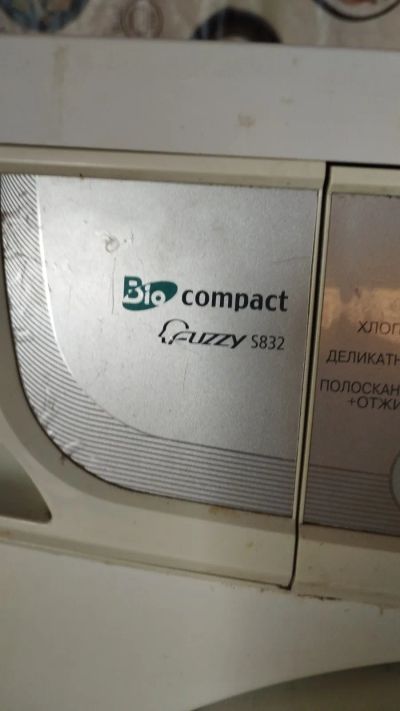 Bio compact
Fuzzy S832
ХЛОП
ДЕЛИКАТН
ПОЛОСКАН
+ОТЖИ